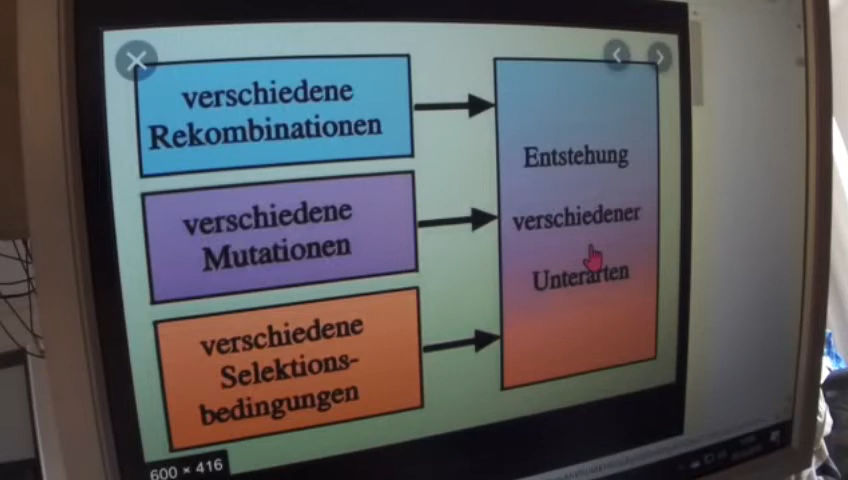 verschiedene
Rekombinationen
verschiedene
Mutationen
verschiedene
Selektions-
bedingungen
Entstehung
verschiedener
Unterarten
600 × 416